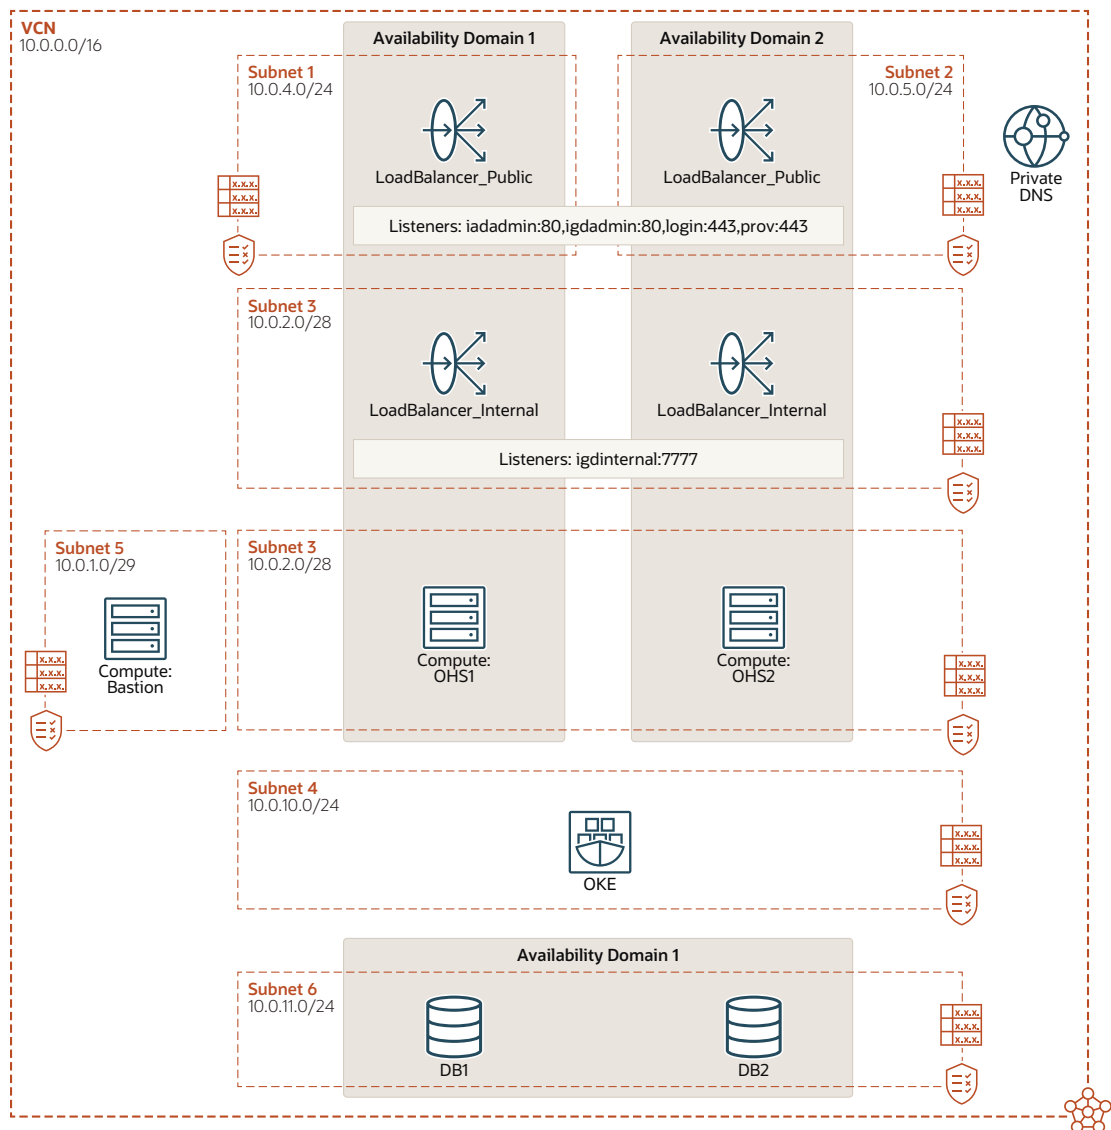 VCN
10.0.0.0/16
Availability Domain 1
Availability Domain 2
Subnet 1
10.0.4.0/24
Subnet 2
10.0.5.0/24
LoadBalancer_Public
LoadBalancer_Public
Private
DNS
x.x.x.
x.x.x.
x.x.x.
x.x.x.
x.x.x.
x.x.x.
Listeners: iadadmin:80,igdadmin:80,login:443,prov:443
Subnet 3
10.0.2.0/28
LoadBalancer_Internal
LoadBalancer_Internal
x.x.x.
x.x.x.
x.x.x.
Listeners: igdinternal:7777
Subnet 5
10.0.1.0/29
Compute:
Bastion
x.x.x.
x.x.x.
x.x.x.
Subnet 3
10.0.2.0/28
Compute:
OHS1
Compute:
OHS2
x.x.x.
x.x.x.
x.x.x.
Subnet 4
10.0.10.0/24
OKE
x.x.x.
x.x.x.
x.x.x.
Availability Domain 1
Subnet 6
10.0.11.0/24
DB1
DB2
x.x.x.
x.x.x.
x.x.x.